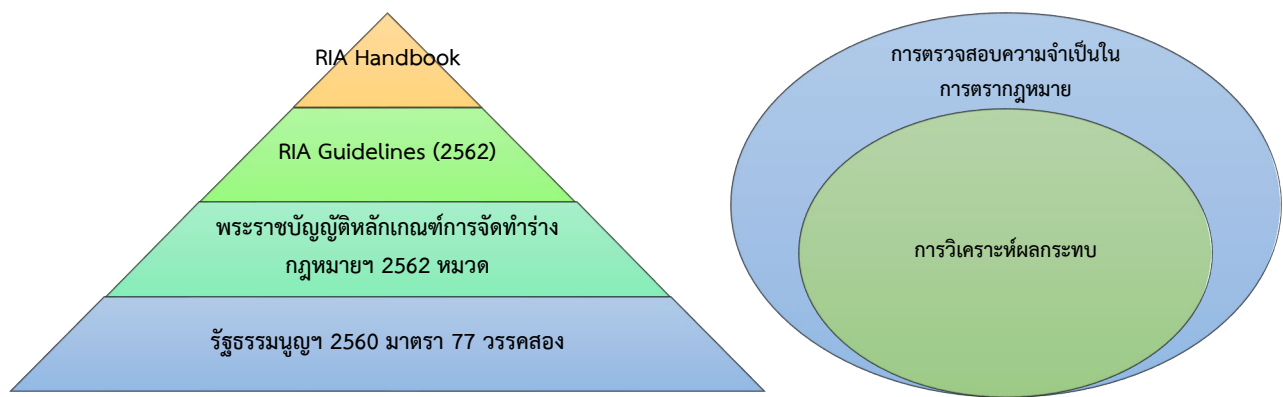 RIA Handbook
RIA Guidelines (2562)
พระราชบัญญัติหลักเกณฑ์การจัดทำร่าง
กฎหมายฯ 2562 หมวด
รัฐธรรมนูญฯ 2560 มาตรา 77 วรรคสอง
การตรวจสอบความจำเป็นใน
การตรากฎหมาย
การวิเคราะห์ผลกระทบ